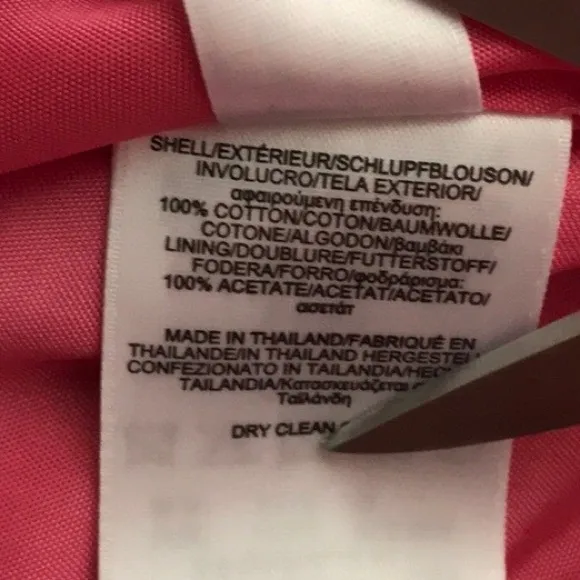 SHELL/EXTÉRIEUR/SCHLUPFBLOUSON/
INVOLUCRO/TELA EXTERIOR/
αφαιρούμενη επένδυση:
100% COTTON/COTON/BAUMWOLLE/
COTONE/ALGODON/βαμβάκι
LINING/DOUBLURE/FUTTERSTOFF/
FODERA/FORRO/φοδράρισμα:
100% ACETATE/ACETAT/ACETATO/
ασετάτ
MADE IN THAILAND/FABRIQUÉ EN
THAILANDE/IN THAILAND HERGESTEL
CONFEZIONATO IN TAILANDIA/HEC
TAILANDIA/Κατασκευάζεται
Ταϊλάνδη
DRY CLEAN